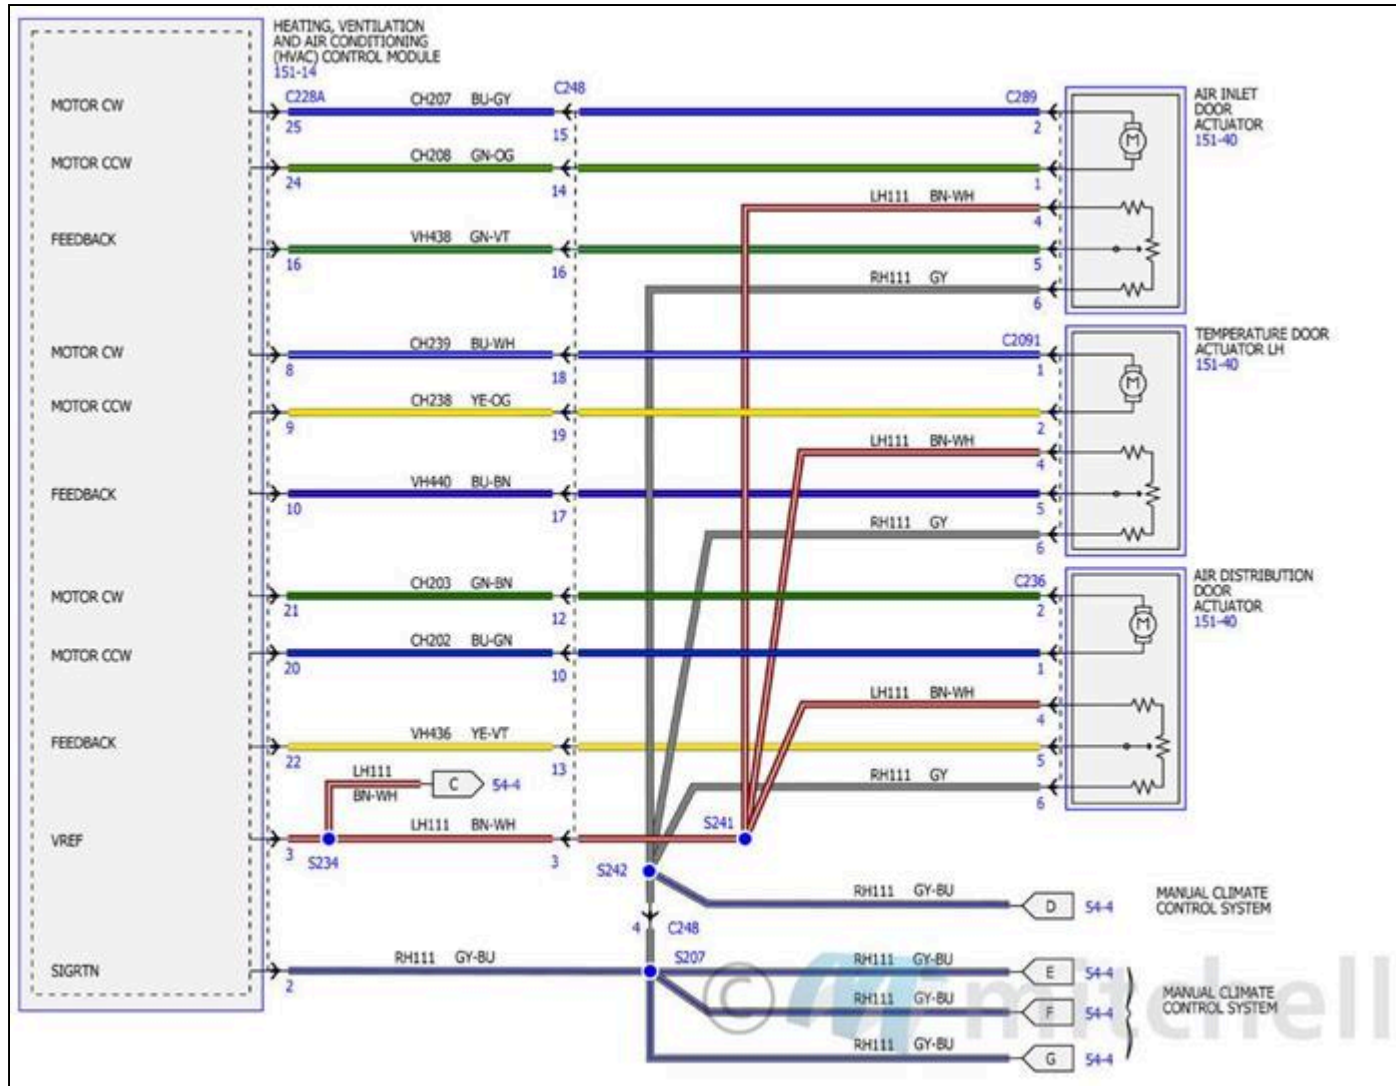 HEATING, VENTILATION
AND AIR CONDITIONING
(HVAC) CONTROL MODULE
151-14
C228A
MOTOR CW
25
CH207 BU-GY
C248
15
C289
2
AIR INLET
DOOR
ACTUATOR
151-40
M
MOTOR CCW
24
CH208 GN-OG
14
1
LH111 BN-WH
4
FEEDBACK
16
VH438 GN-VT
16
5
RH111 GY
6
MOTOR CW
8
CH239 BU-WH
18
C2091
1
TEMPERATURE DOOR
ACTUATOR LH
151-40
M
MOTOR CCW
9
CH238 YE-OG
19
2
LH111 BN-WH
4
FEEDBACK
10
VH440 BU-BN
17
5
RH111 GY
6
MOTOR CW
21
CH203 GN-BN
12
C236
2
AIR DISTRIBUTION
DOOR
ACTUATOR
151-40
M
MOTOR CCW
20
CH202 BU-GN
10
1
LH111 BN-WH
4
FEEDBACK
22
VH436 YE-VT
13
5
LH111
BN-WH
C
54-4
RH111 GY
6
VREF
3
S234
LH111 BN-WH
3
S241
S242
RH111 GY-BU
D
54-4
MANUAL CLIMATE
CONTROL SYSTEM
4
C248
SIGRTN
2
RH111 GY-BU
S207
RH111 GY-BU
E
54-4
RH111 GY-BU
F
54-4
MANUAL CLIMATE
CONTROL SYSTEM
RH111 GY-BU
G
54-4
© mitchell